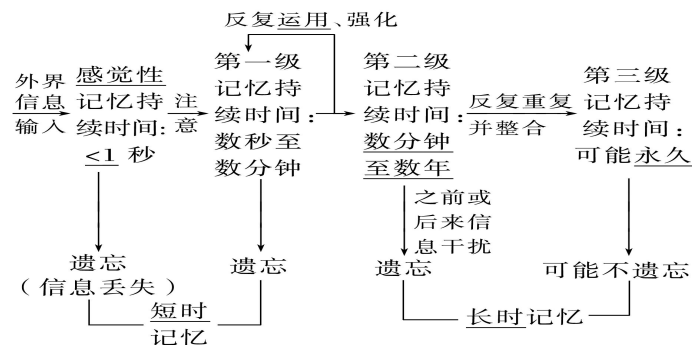 反复运用、强化
外界
信息
输入
感觉性
记忆持
续时间:
<1 秒
注
意
第一级
记忆持
续时间:
数秒至
数分钟
第二级
记忆持
续时间:
数分钟
至数年
反复重复
并整合
第三级
记忆持
续时间:
可能永久
之前或
后来信
息干扰
遗忘
(信息丢失)
遗忘
遗忘
可能不遗忘
短时
记忆
长时记忆